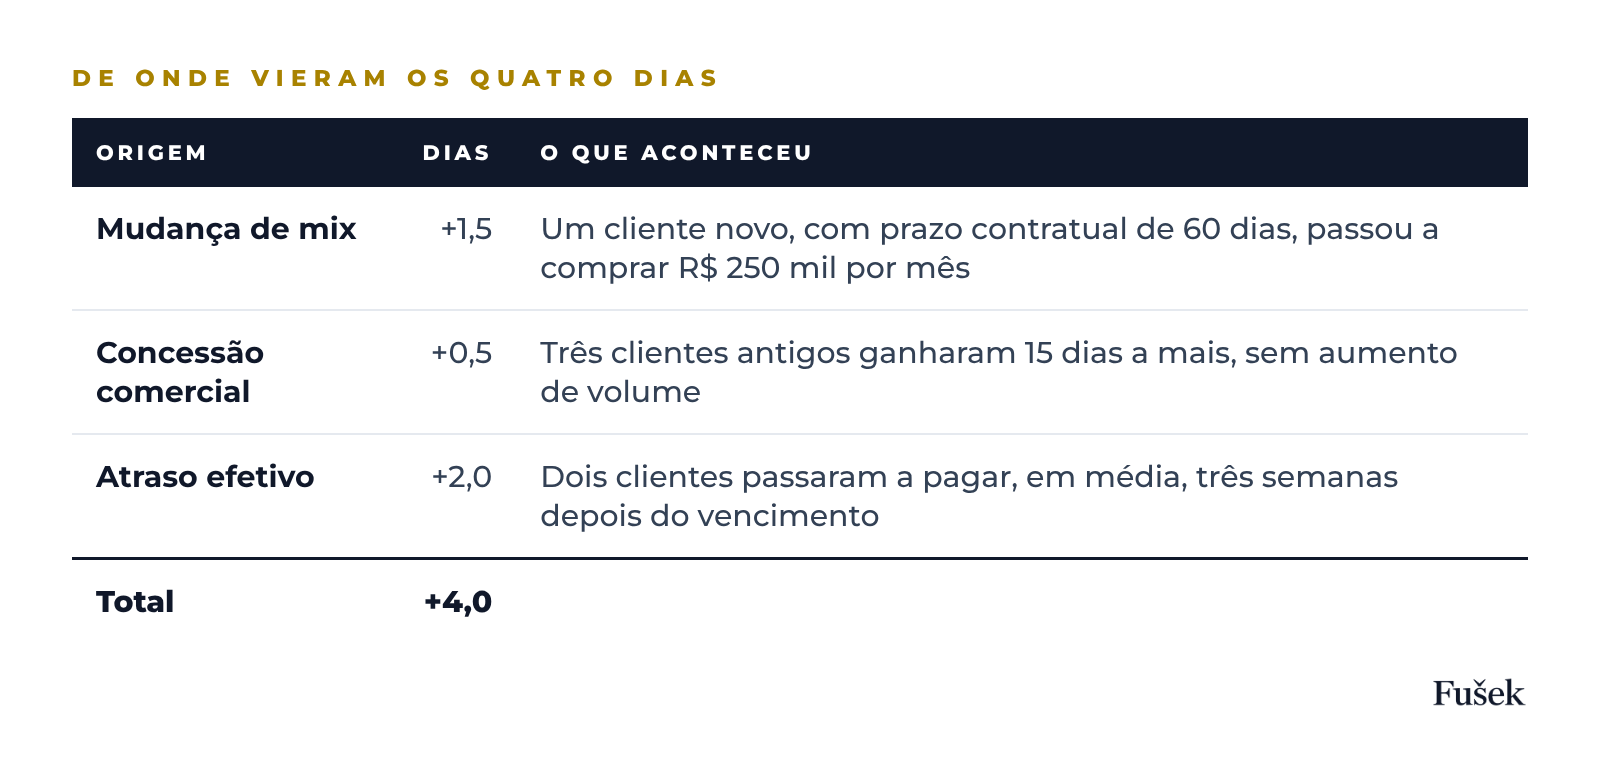 DE ONDE VIERAM OS QUATRO DIAS
ORIGEM DIAS O QUE ACONTECEU
Mudança de mix +1,5 Um cliente novo, com prazo contratual de 60 dias, passou a
comprar R$ 250 mil por mês
Concessão +0,5 Três clientes antigos ganharam 15 dias a mais, sem aumento
comercial de volume
Atraso efetivo +2,0 Dois clientes passaram a pagar, em média, três semanas
depois do vencimento
Total +4,0
Fušek